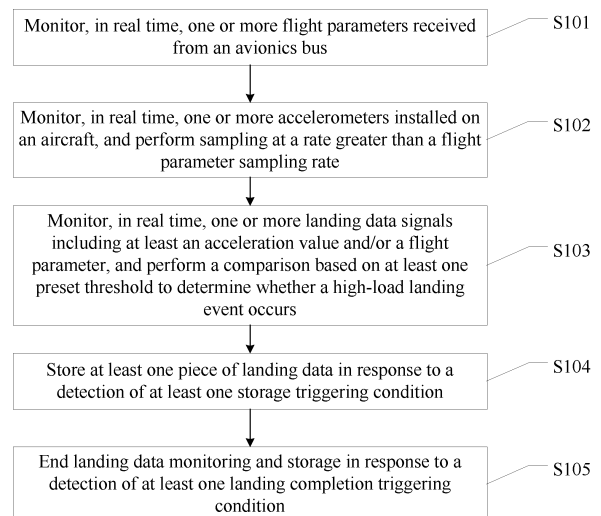 Monitor, in real time, one or more flight parameters received
from an avionics bus
S101
Monitor, in real time, one or more accelerometers installed on
an aircraft, and perform sampling at a rate greater than a flight
parameter sampling rate
S102
Monitor, in real time, one or more landing data signals
including at least an acceleration value and/or a flight
parameter, and perform a comparison based on at least one
preset threshold to determine whether a high-load landing
event occurs
S103
Store at least one piece of landing data in response to a
detection of at least one storage triggering condition
S104
End landing data monitoring and storage in response to a
detection of at least one landing completion triggering
condition
S105